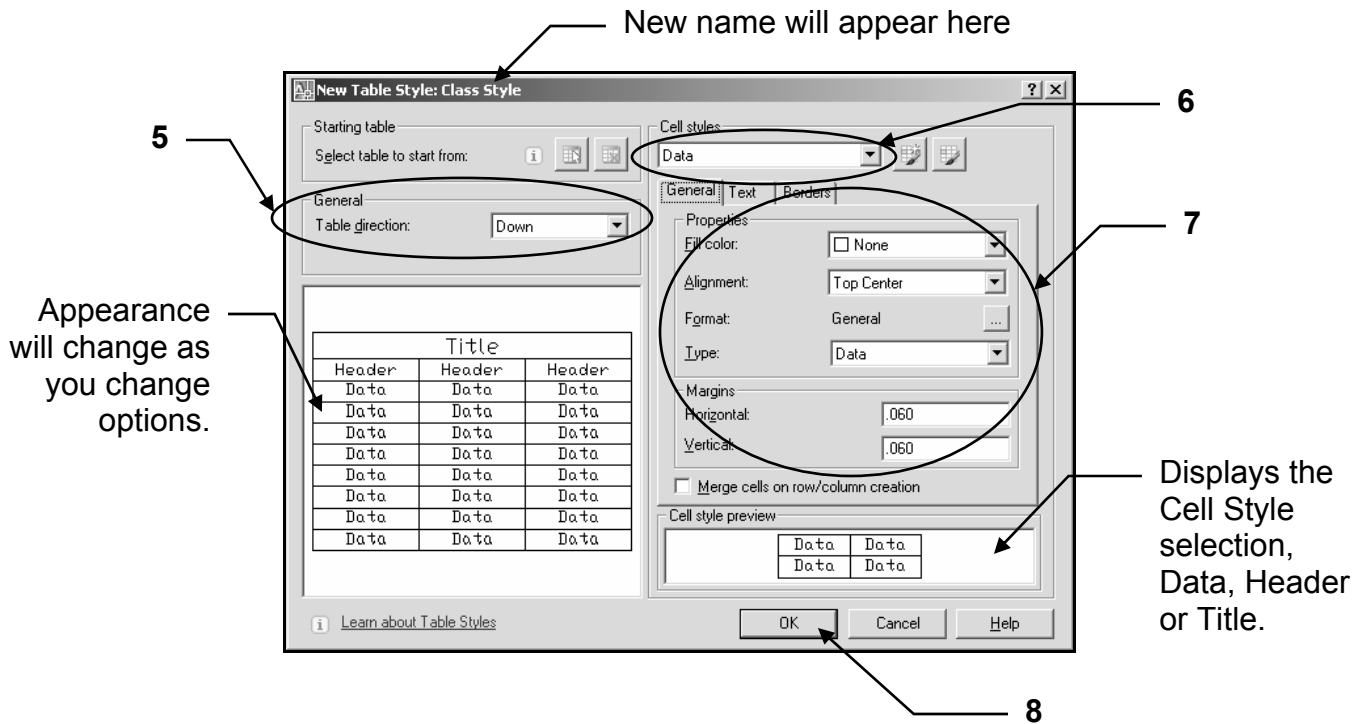 New name will appear here
New Table Style: Class Style
?
6
5
Starting table
Select table to start from:
i
General
Table direction:
Down
Appearance
will change as
you change
options.
Title
Header Header Header
Data Data Data
Data Data Data
Data Data Data
Data Data Data
Data Data Data
Data Data Data
Data Data Data
Data Data Data
i
Learn about Table Styles
Cell styles
Data
General Text Borders
7
Properties
Fill color:
None
Alignment:
Top Center
Format:
General
...
Type:
Data
Margins
Horizontal:
.060
Vertical:
.060
Merge cells on row/column creation
Cell style preview
Data Data
Data Data
Displays the
Cell Style
selection,
Data, Header
or Title.
OK Cancel Help
8